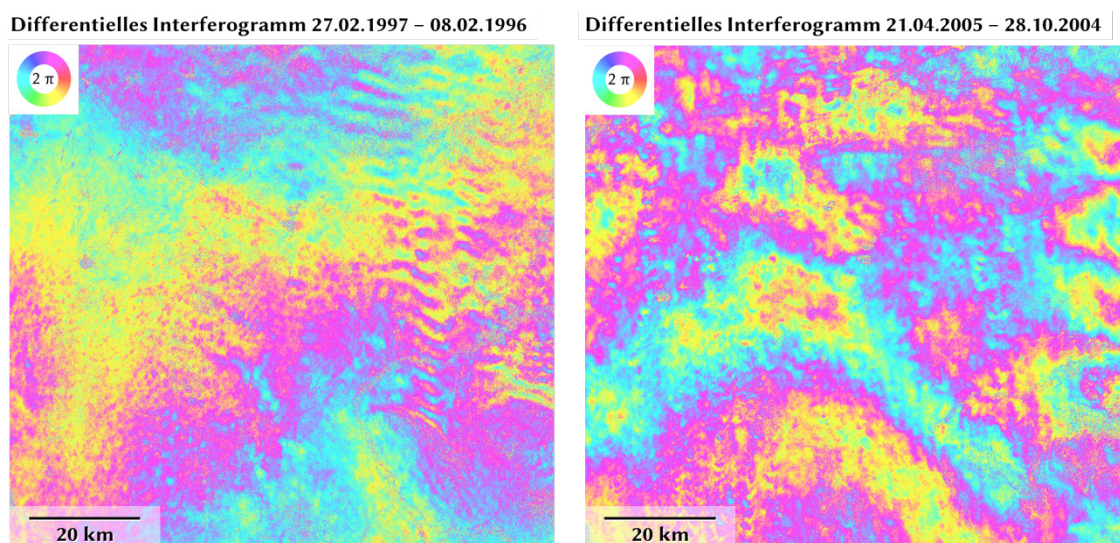 Differentielles Interferogramm 27.02.1997 – 08.02.1996
2 π
20 km
Differentielles Interferogramm 21.04.2005 – 28.10.2004
2 π
20 km